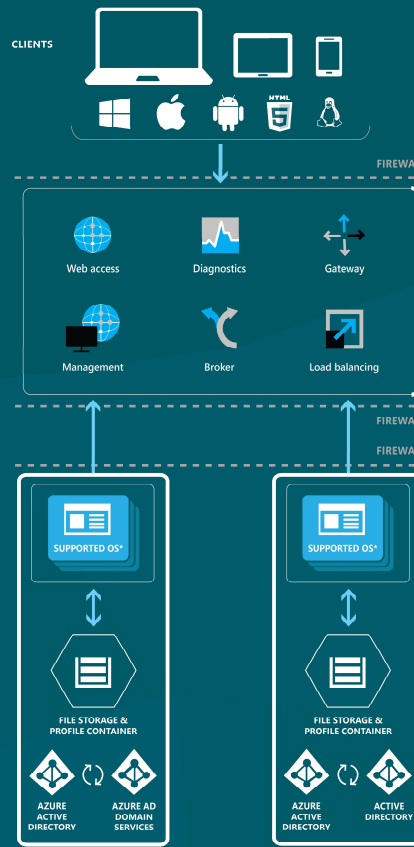 CLIENTS
HTML
5
FIREWA
Web access
Diagnostics
Gateway
Management
Broker
Load balancing
FIREWA
FIREWA
SUPPORTED OS*
SUPPORTED OS*
FILE STORAGE &
PROFILE CONTAINER
FILE STORAGE &
PROFILE CONTAINER
AZURE
ACTIVE
DIRECTORY
AZURE AD
DOMAIN
SERVICES
AZURE
ACTIVE
DIRECTORY
ACTIVE
DIRECTORY